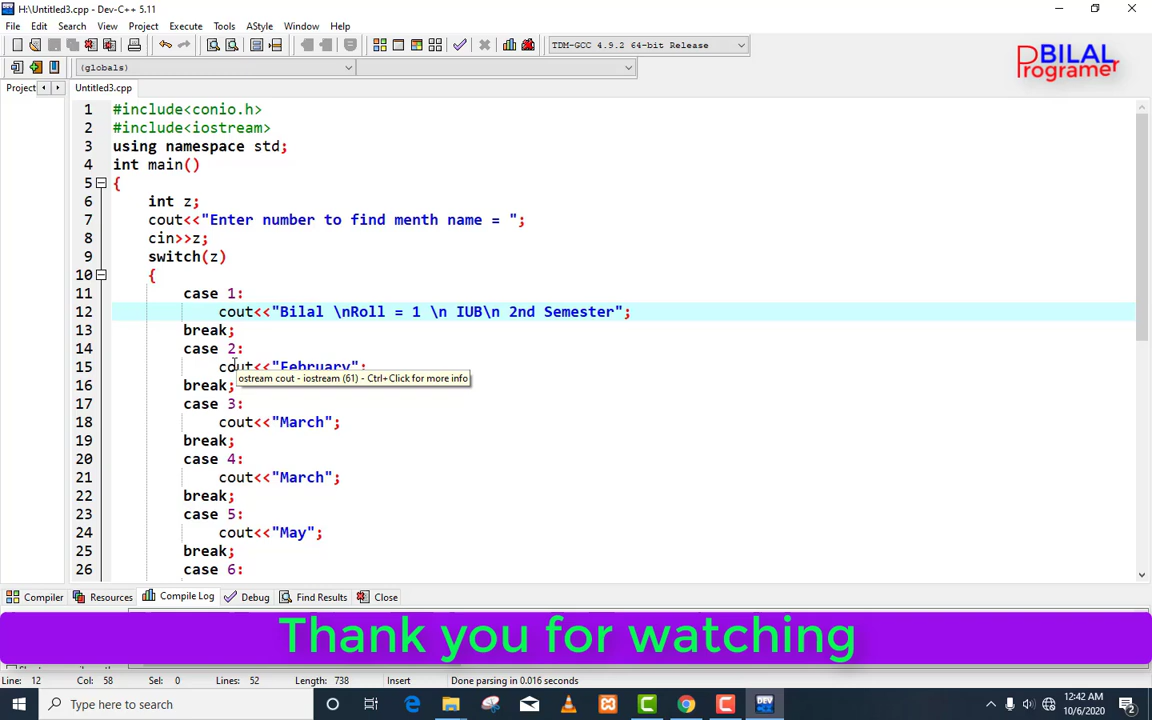 H:\Untitled3.cpp - Dev-C++ 5.11
File Edit Search View Project Execute Tools AStyle Window Help
TDM-GCC 4.9.2 64-bit Release
(globals)
BILAL
Programer
Project
Untitled3.cpp
1 #include<conio.h>
2 #include<iostream>
3 using namespace std;
4 int main()
5 {
6 int z;
7 cout<<"Enter number to find menth name = ";
8 cin>>z;
9 switch(z)
10 {
11 case 1:
12 cout<<"Bilal \nRoll = 1 \n IUB\n 2nd Semester";
13 break;
14 case 2:
15 cout<<"February";
ostream cout - iostream (61) - Ctrl+Click for more info
16 break;
17 case 3:
18 cout<<"March";
19 break;
20 case 4:
21 cout<<"March";
22 break;
23 case 5:
24 cout<<"May";
25 break;
26 case 6:
Compiler Resources Compile Log Debug Find Results Close
Thank you for watching
Line: 12 Col: 58 Sel: 0 Lines: 52 Length: 738 Insert Done parsing in 0.016 seconds
Type here to search
12:42 AM
10/6/2020
2